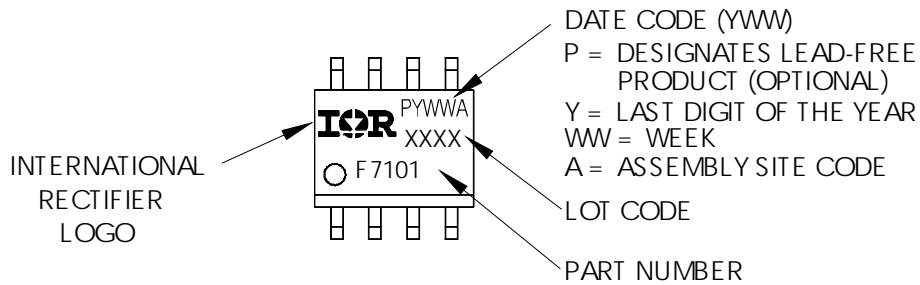 DATE CODE (YWW)
P = DESIGNATES LEAD-FREE
PRODUCT (OPTIONAL)
Y = LAST DIGIT OF THE YEAR
WW = WEEK
A = ASSEMBLY SITE CODE
LOT CODE
PART NUMBER
INTERNATIONAL
RECTIFIER
LOGO
IOR
PYWWA
XXXX
F7101